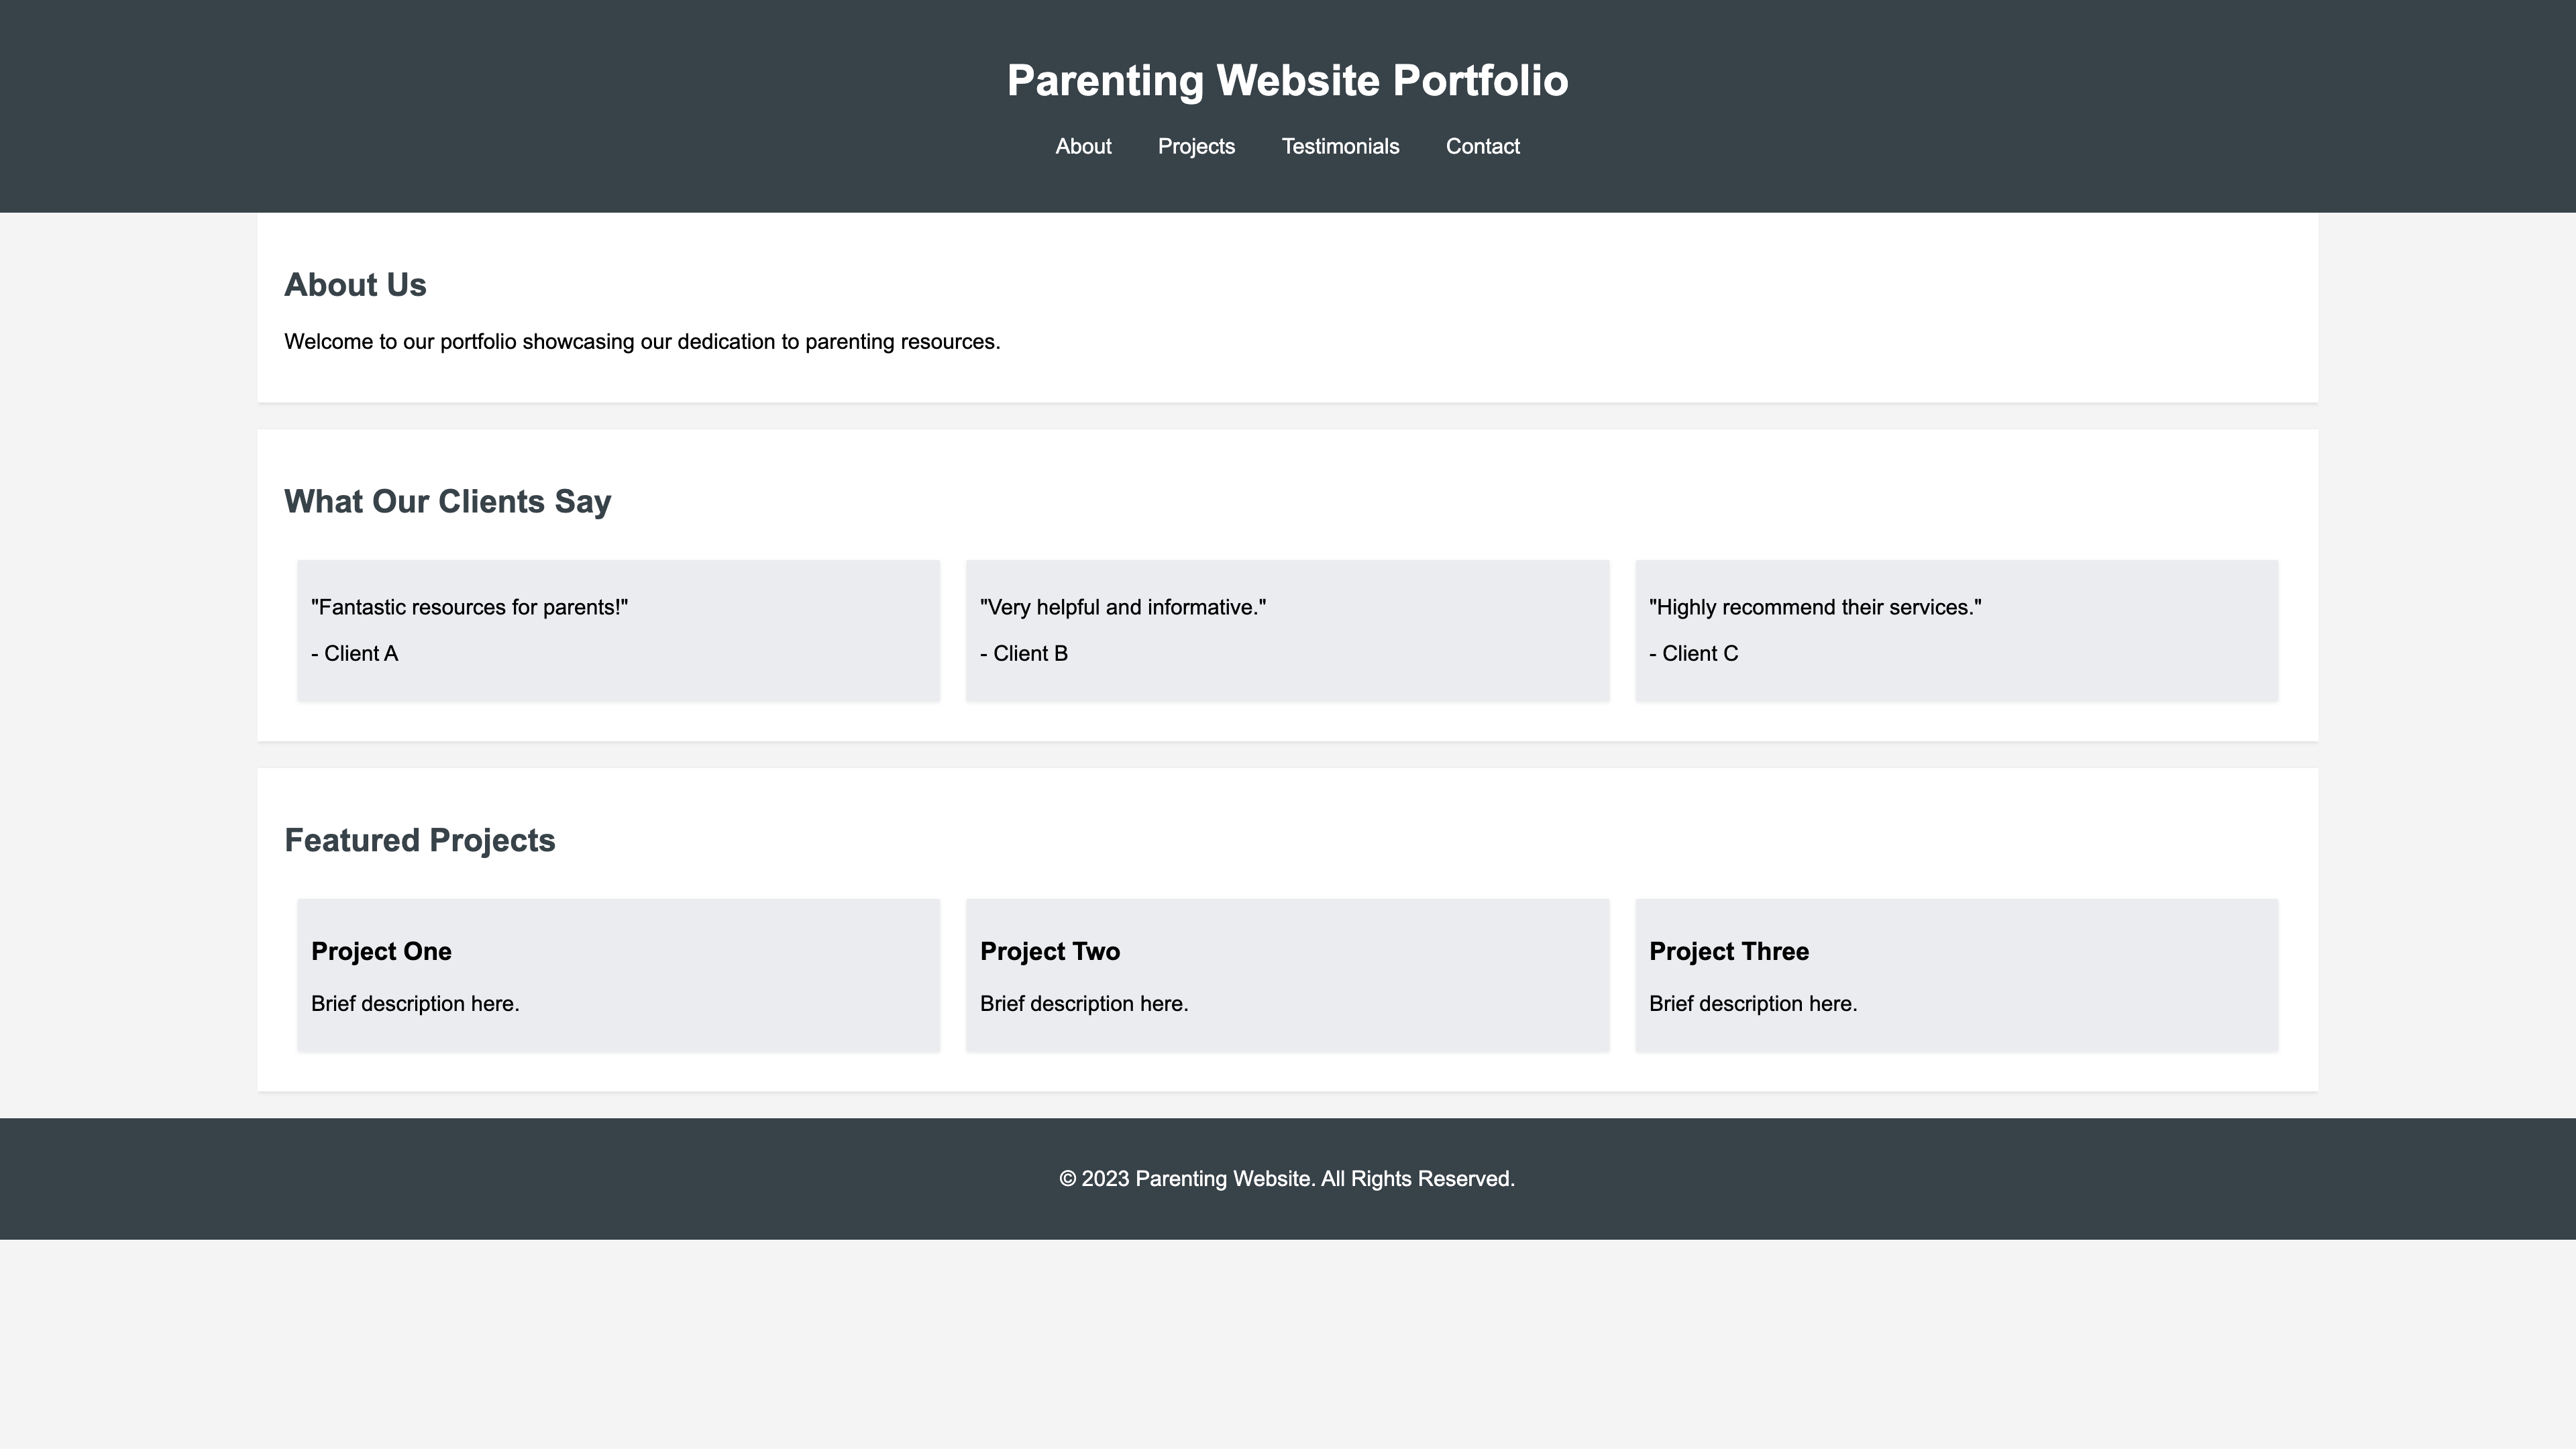 Parenting Website Portfolio
About Projects Testimonials Contact
About Us
Welcome to our portfolio showcasing our dedication to parenting resources.
What Our Clients Say
"Fantastic resources for parents!"
- Client A
"Very helpful and informative."
- Client B
"Highly recommend their services."
- Client C
Featured Projects
Project One
Brief description here.
Project Two
Brief description here.
Project Three
Brief description here.
© 2023 Parenting Website. All Rights Reserved.